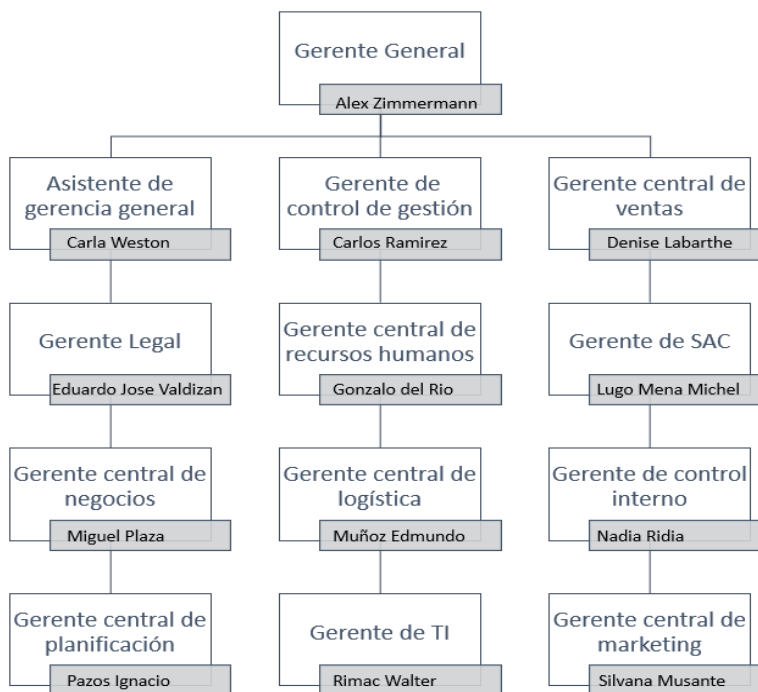 Gerente General
Alex Zimmermann
Asistente de
gerencia general
Carla Weston
Gerente de
control de gestión
Carlos Ramirez
Gerente central de
ventas
Denise Labarthe
Gerente Legal
Eduardo Jose Valdizan
Gerente central de
recursos humanos
Gonzalo del Rio
Gerente de SAC
Lugo Mena Michel
Gerente central de
negocios
Miguel Plaza
Gerente central de
logística
Muñoz Edmundo
Gerente de control
interno
Nadia Ridia
Gerente central de
planificación
Pazos Ignacio
Gerente de TI
Rimac Walter
Gerente central de
marketing
Silvana Musante